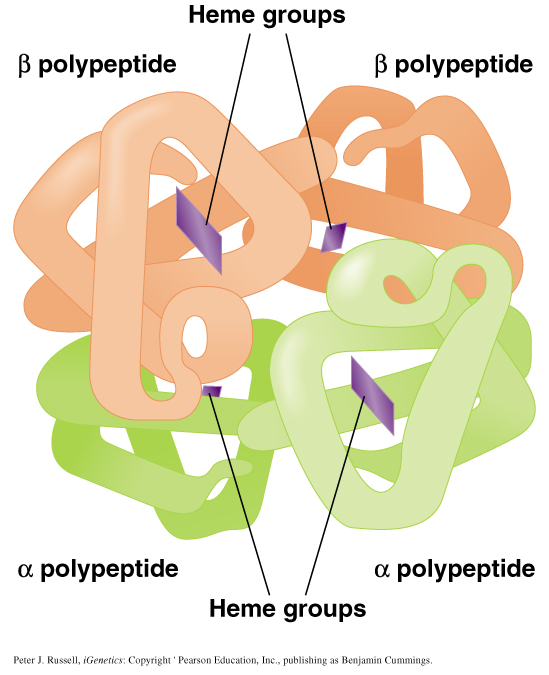 Heme groups
β polypeptide
β polypeptide
α polypeptide
α polypeptide
Heme groups
Peter J. Russell, iGenetics: Copyright ' Pearson Education, Inc., publishing as Benjamin Cummings.